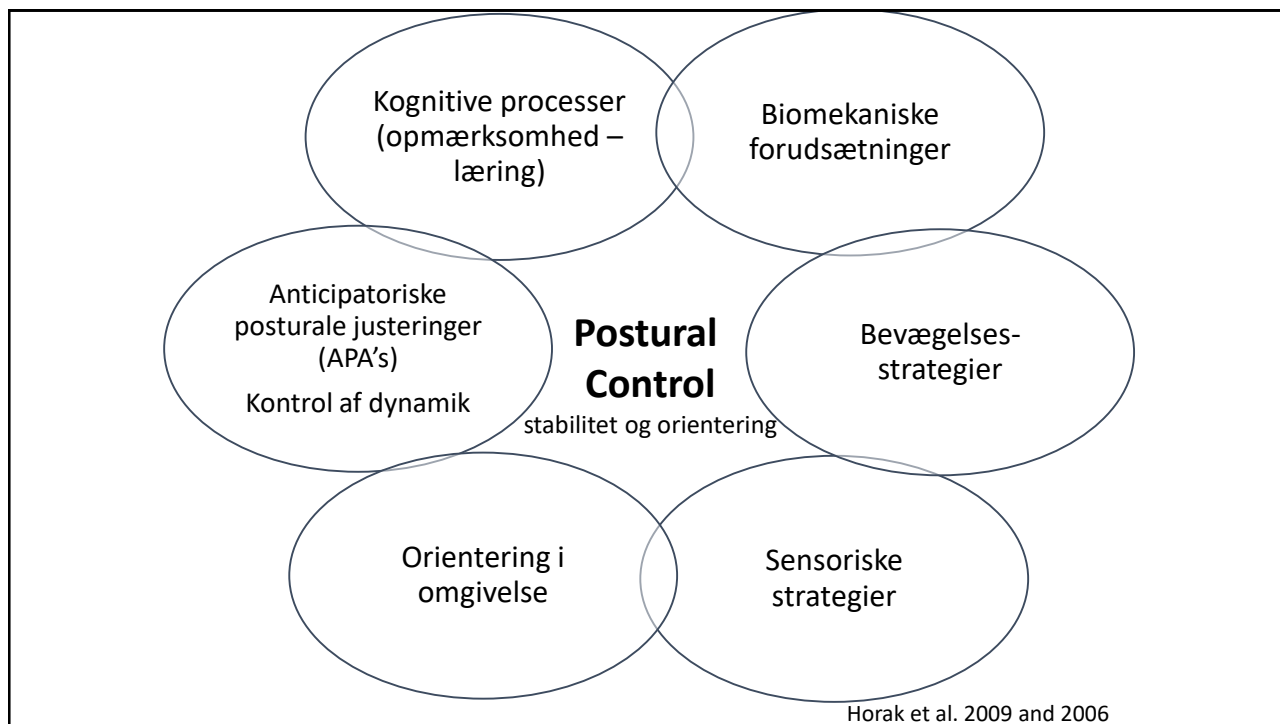 Kognitive processer
(opmærksomhed –
læring)
Biomekaniske
forudsætninger
Anticipatoriske
posturale justeringer
(APA's)
Kontrol af dynamik
Postural
Control
stabilitet og orientering
Bevægelses-
strategier
Orientering i
omgivelse
Sensoriske
strategier
Horak et al. 2009 and 2006